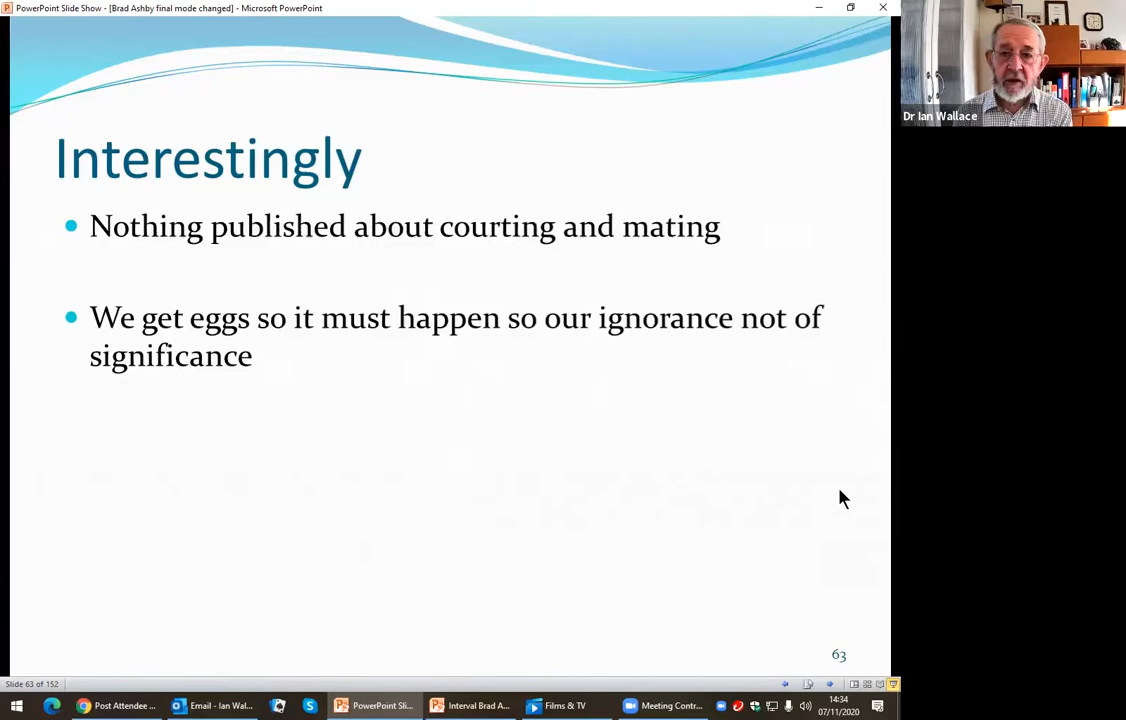 PowerPoint Slide Show - [Brad Ashby final mode changed] - Microsoft PowerPoint
Dr Ian Wallace
Interestingly
Nothing published about courting and mating
We get eggs so it must happen so our ignorance not of
significance
63
Slide 63 of 152
Post Attendee ...
Email - Ian Wal...
PowerPoint Sli...
Interval Brad A...
Films & TV
Meeting Contr...
14:34
07/11/2020